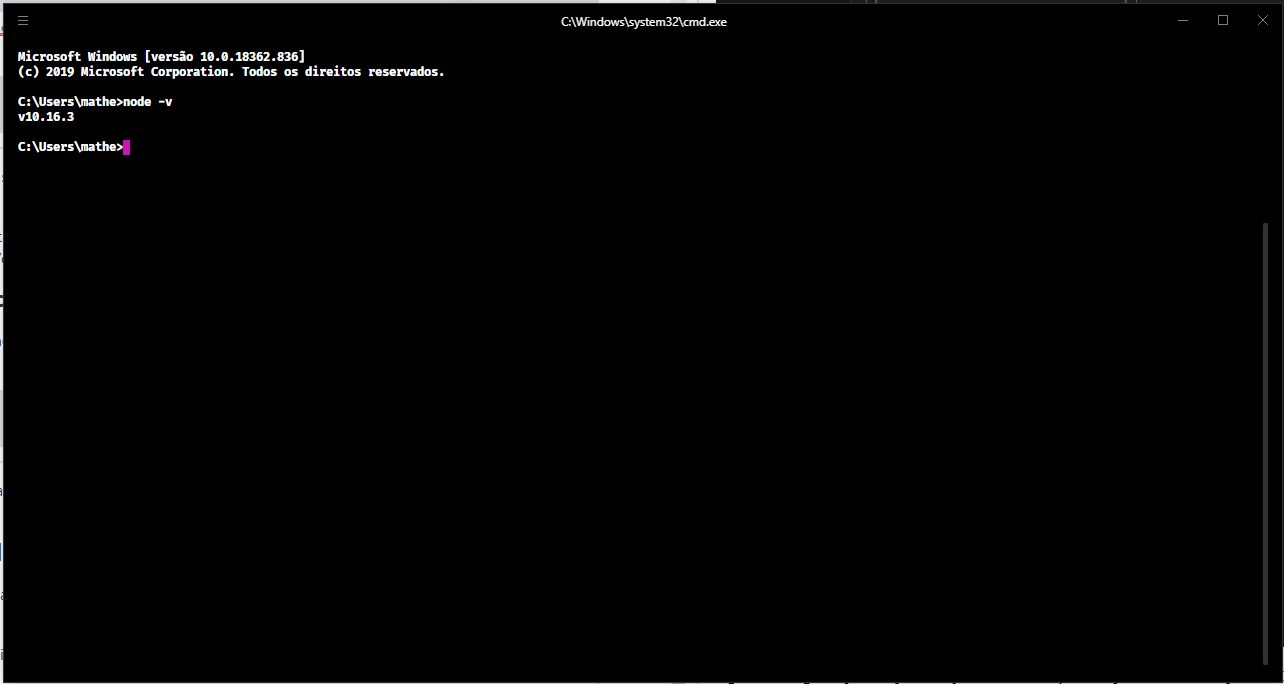 C:\Windows\system32\cmd.exe
Microsoft Windows [versão 10.0.18362.836]
(c) 2019 Microsoft Corporation. Todos os direitos reservados.
C:\Users\mathe>node -v
v10.16.3
C:\Users\mathe>